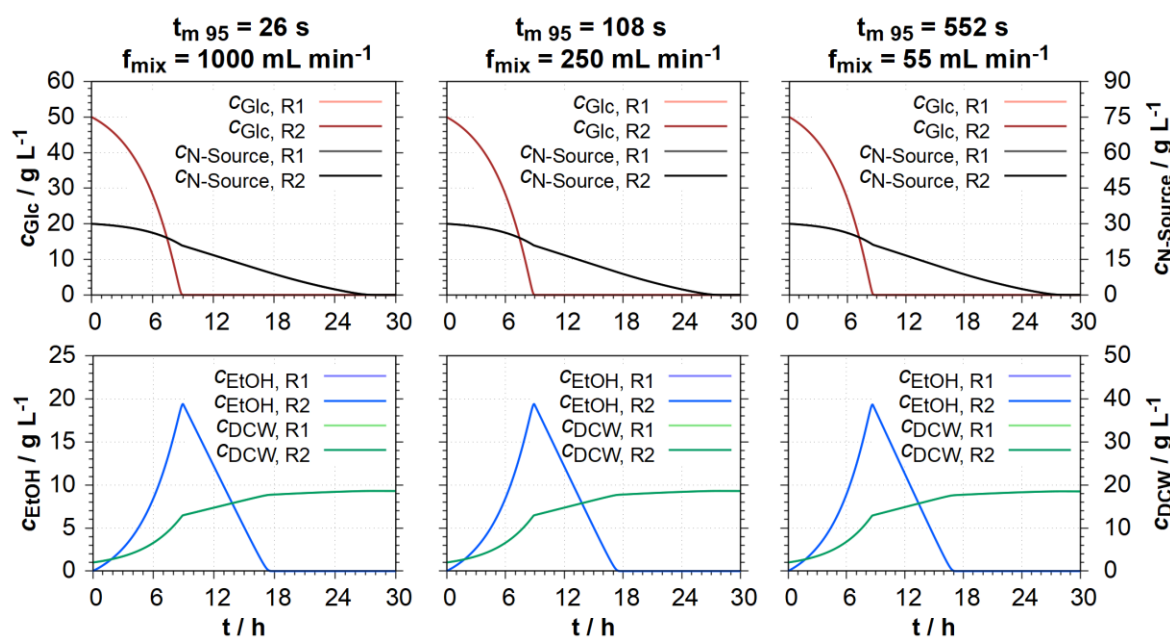 t_m 95 = 26 s
f_mix = 1000 mL min⁻¹
t_m 95 = 108 s
f_mix = 250 mL min⁻¹
t_m 95 = 552 s
f_mix = 55 mL min⁻¹
c_Glc / g L⁻¹
60
50
40
30
20
10
0
c_Glc, R1
c_Glc, R2
c_N-Source, R1
c_N-Source, R2
0 6 12 18 24 30
c_Glc, R1
c_Glc, R2
c_N-Source, R1
c_N-Source, R2
0 6 12 18 24 30
c_Glc, R1
c_Glc, R2
c_N-Source, R1
c_N-Source, R2
0 6 12 18 24 30
90
75
60
45
30
15
0
c_N-Source / g L⁻¹
c_EtOH / g L⁻¹
25
20
15
10
5
0
c_EtOH, R1
c_EtOH, R2
c_DCW, R1
c_DCW, R2
0 6 12 18 24 30
t / h
c_EtOH, R1
c_EtOH, R2
c_DCW, R1
c_DCW, R2
0 6 12 18 24 30
t / h
c_EtOH, R1
c_EtOH, R2
c_DCW, R1
c_DCW, R2
0 6 12 18 24 30
t / h
50
40
30
20
10
0
c_DCW / g L⁻¹